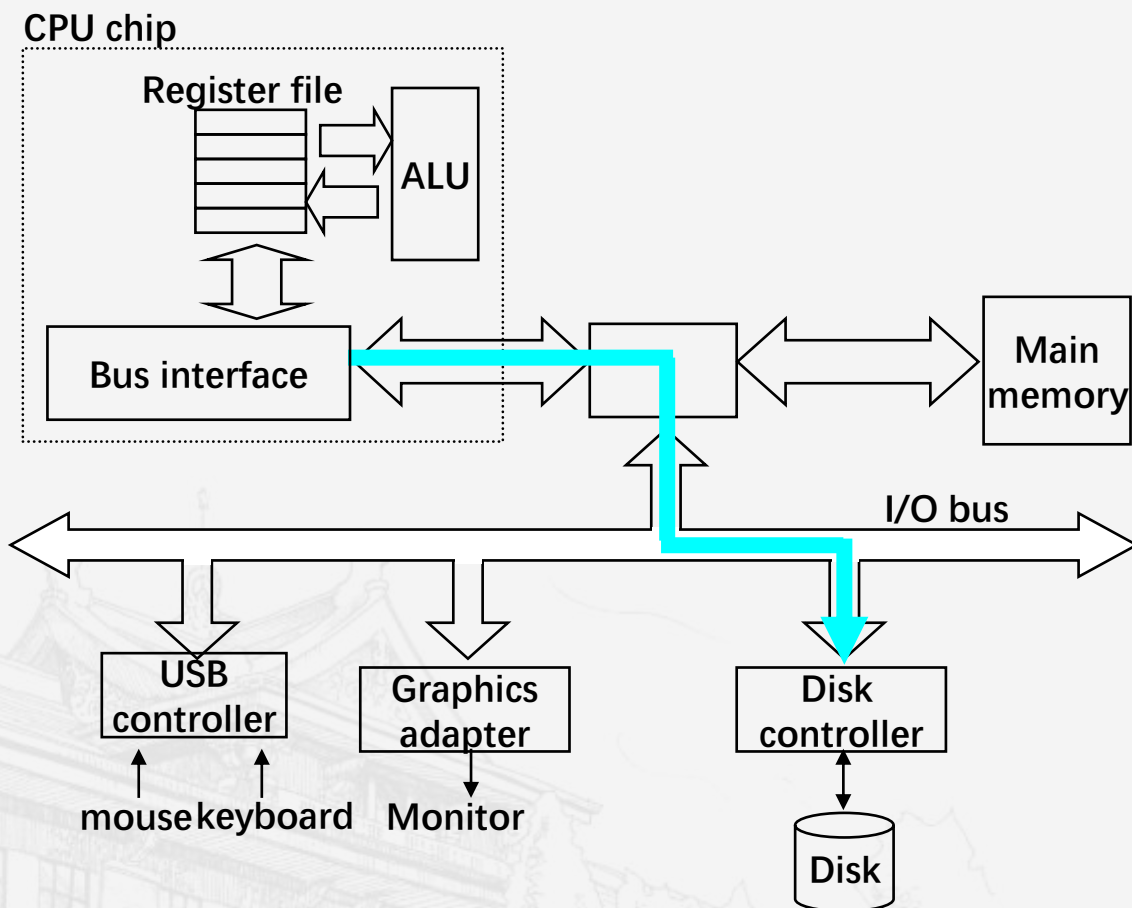 CPU chip
Register file
ALU
Bus interface
Main
memory
I/O bus
USB
controller
Graphics
adapter
Disk
controller
mouse
keyboard
Monitor
Disk